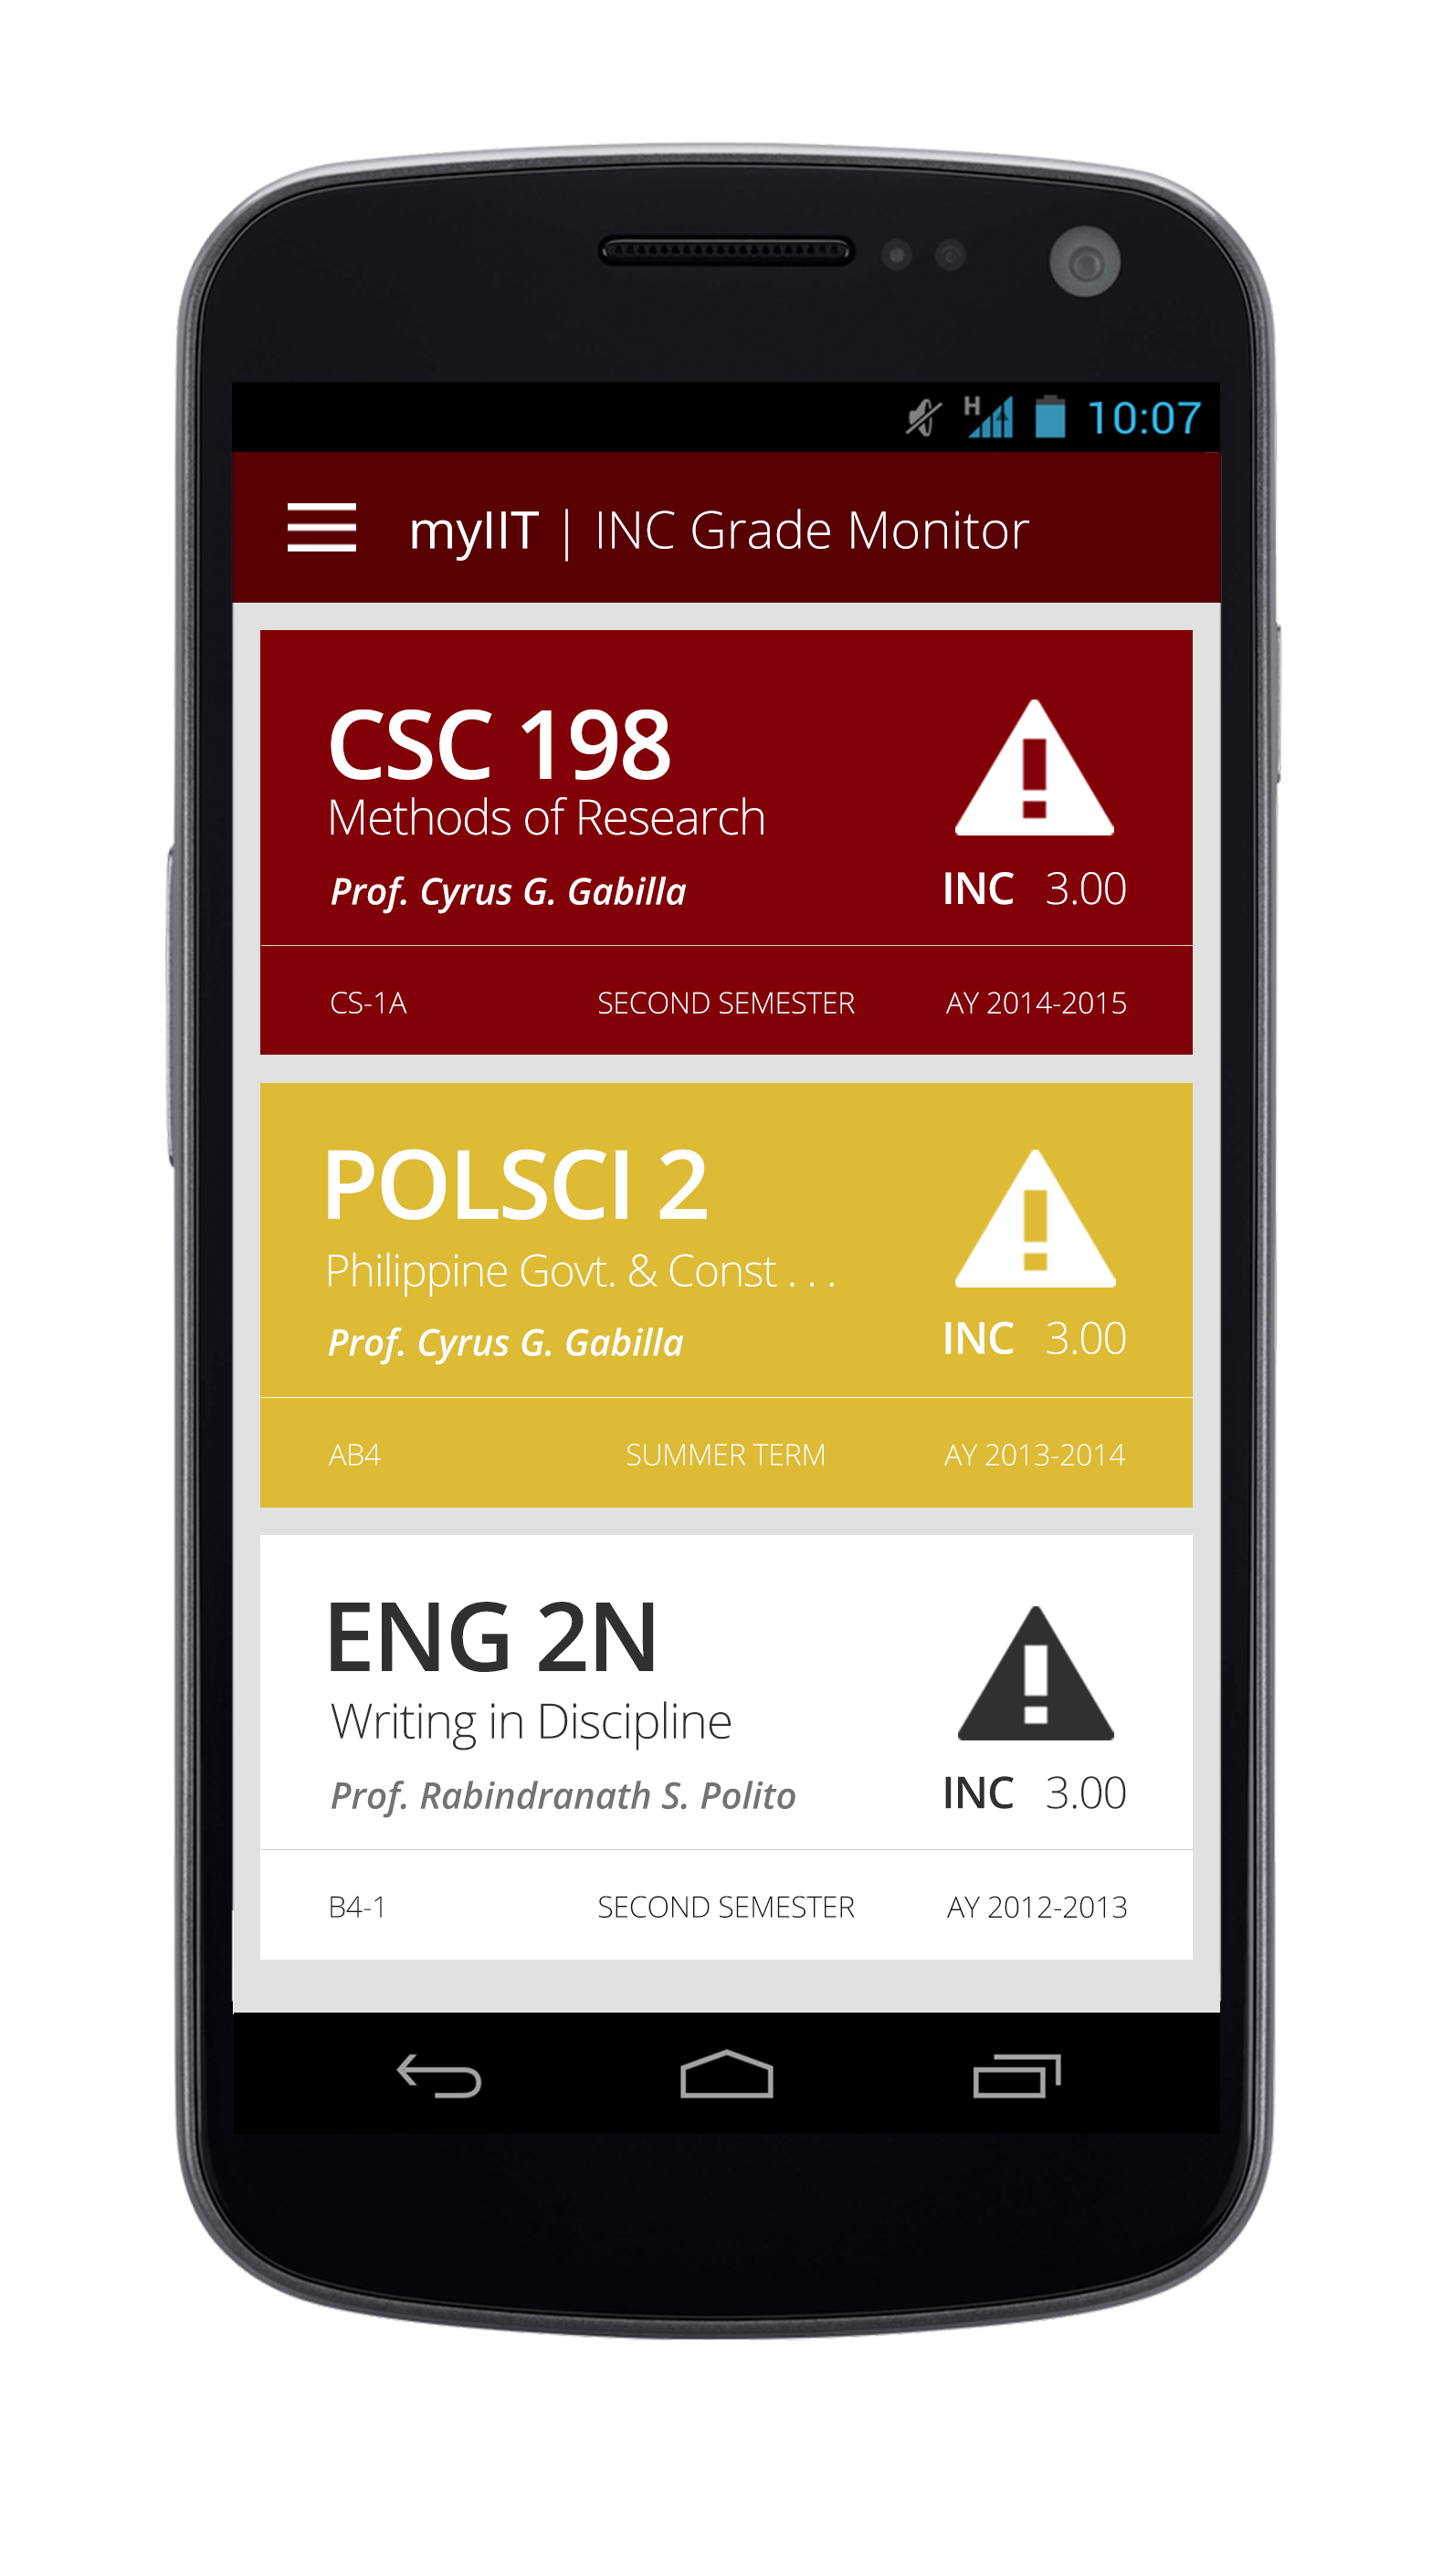 H 10:07
myIIT | INC Grade Monitor
CSC 198
Methods of Research
Prof. Cyrus G. Gabilla
INC 3.00
CS-1A SECOND SEMESTER AY 2014-2015
POLSCI 2
Philippine Govt. & Const . . .
Prof. Cyrus G. Gabilla
INC 3.00
AB4 SUMMER TERM AY 2013-2014
ENG 2N
Writing in Discipline
Prof. Rabindranath S. Polito
INC 3.00
B4-1 SECOND SEMESTER AY 2012-2013